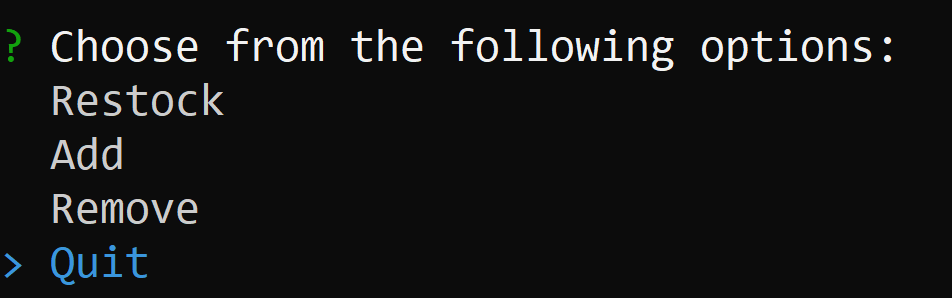 ? Choose from the following options:
Restock
Add
Remove
> Quit